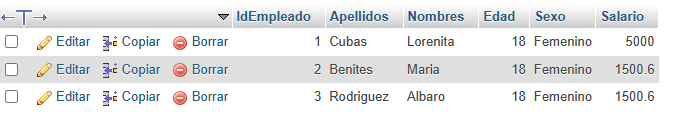 IdEmpleado Apellidos Nombres Edad Sexo Salario
Editar Copiar Borrar 1 Cubas Lorenita 18 Femenino 5000
Editar Copiar Borrar 2 Benites Maria 18 Femenino 1500.6
Editar Copiar Borrar 3 Rodriguez Albaro 18 Femenino 1500.6